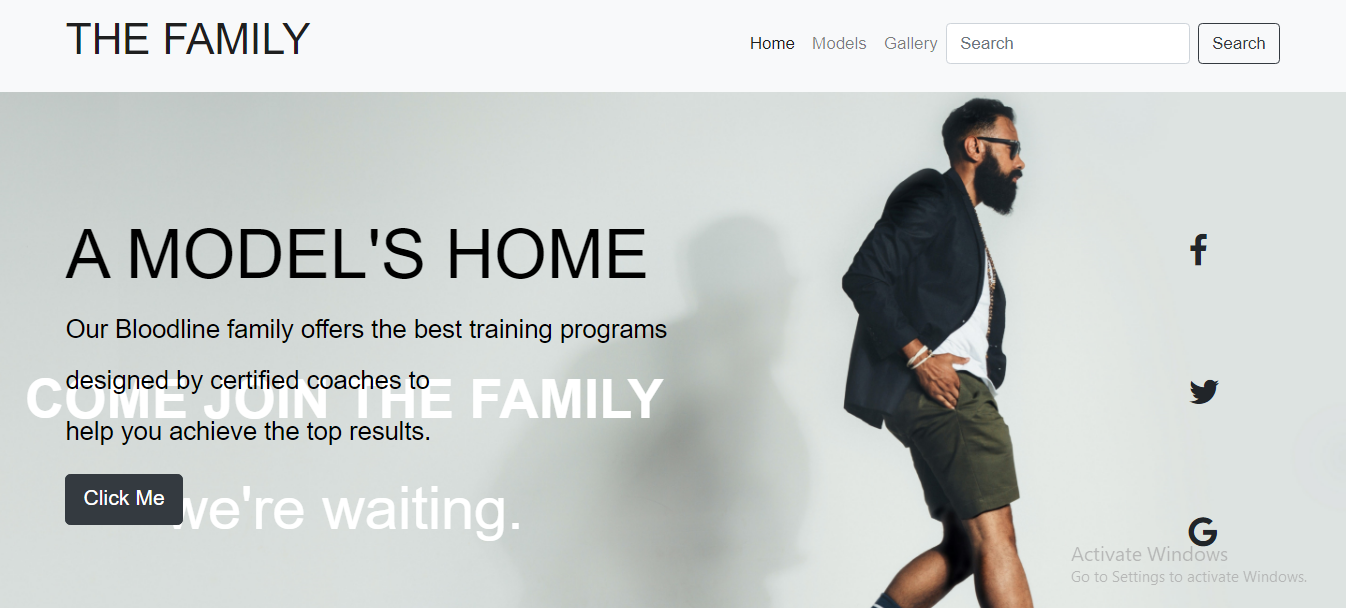 THE FAMILY
Home Models Gallery Search Search
A MODEL'S HOME
Our Bloodline family offers the best training programs
designed by certified coaches to
COME JOIN THE FAMILY
help you achieve the top results.
Click Me
we're waiting.
Activate Windows
Go to Settings to activate Windows.